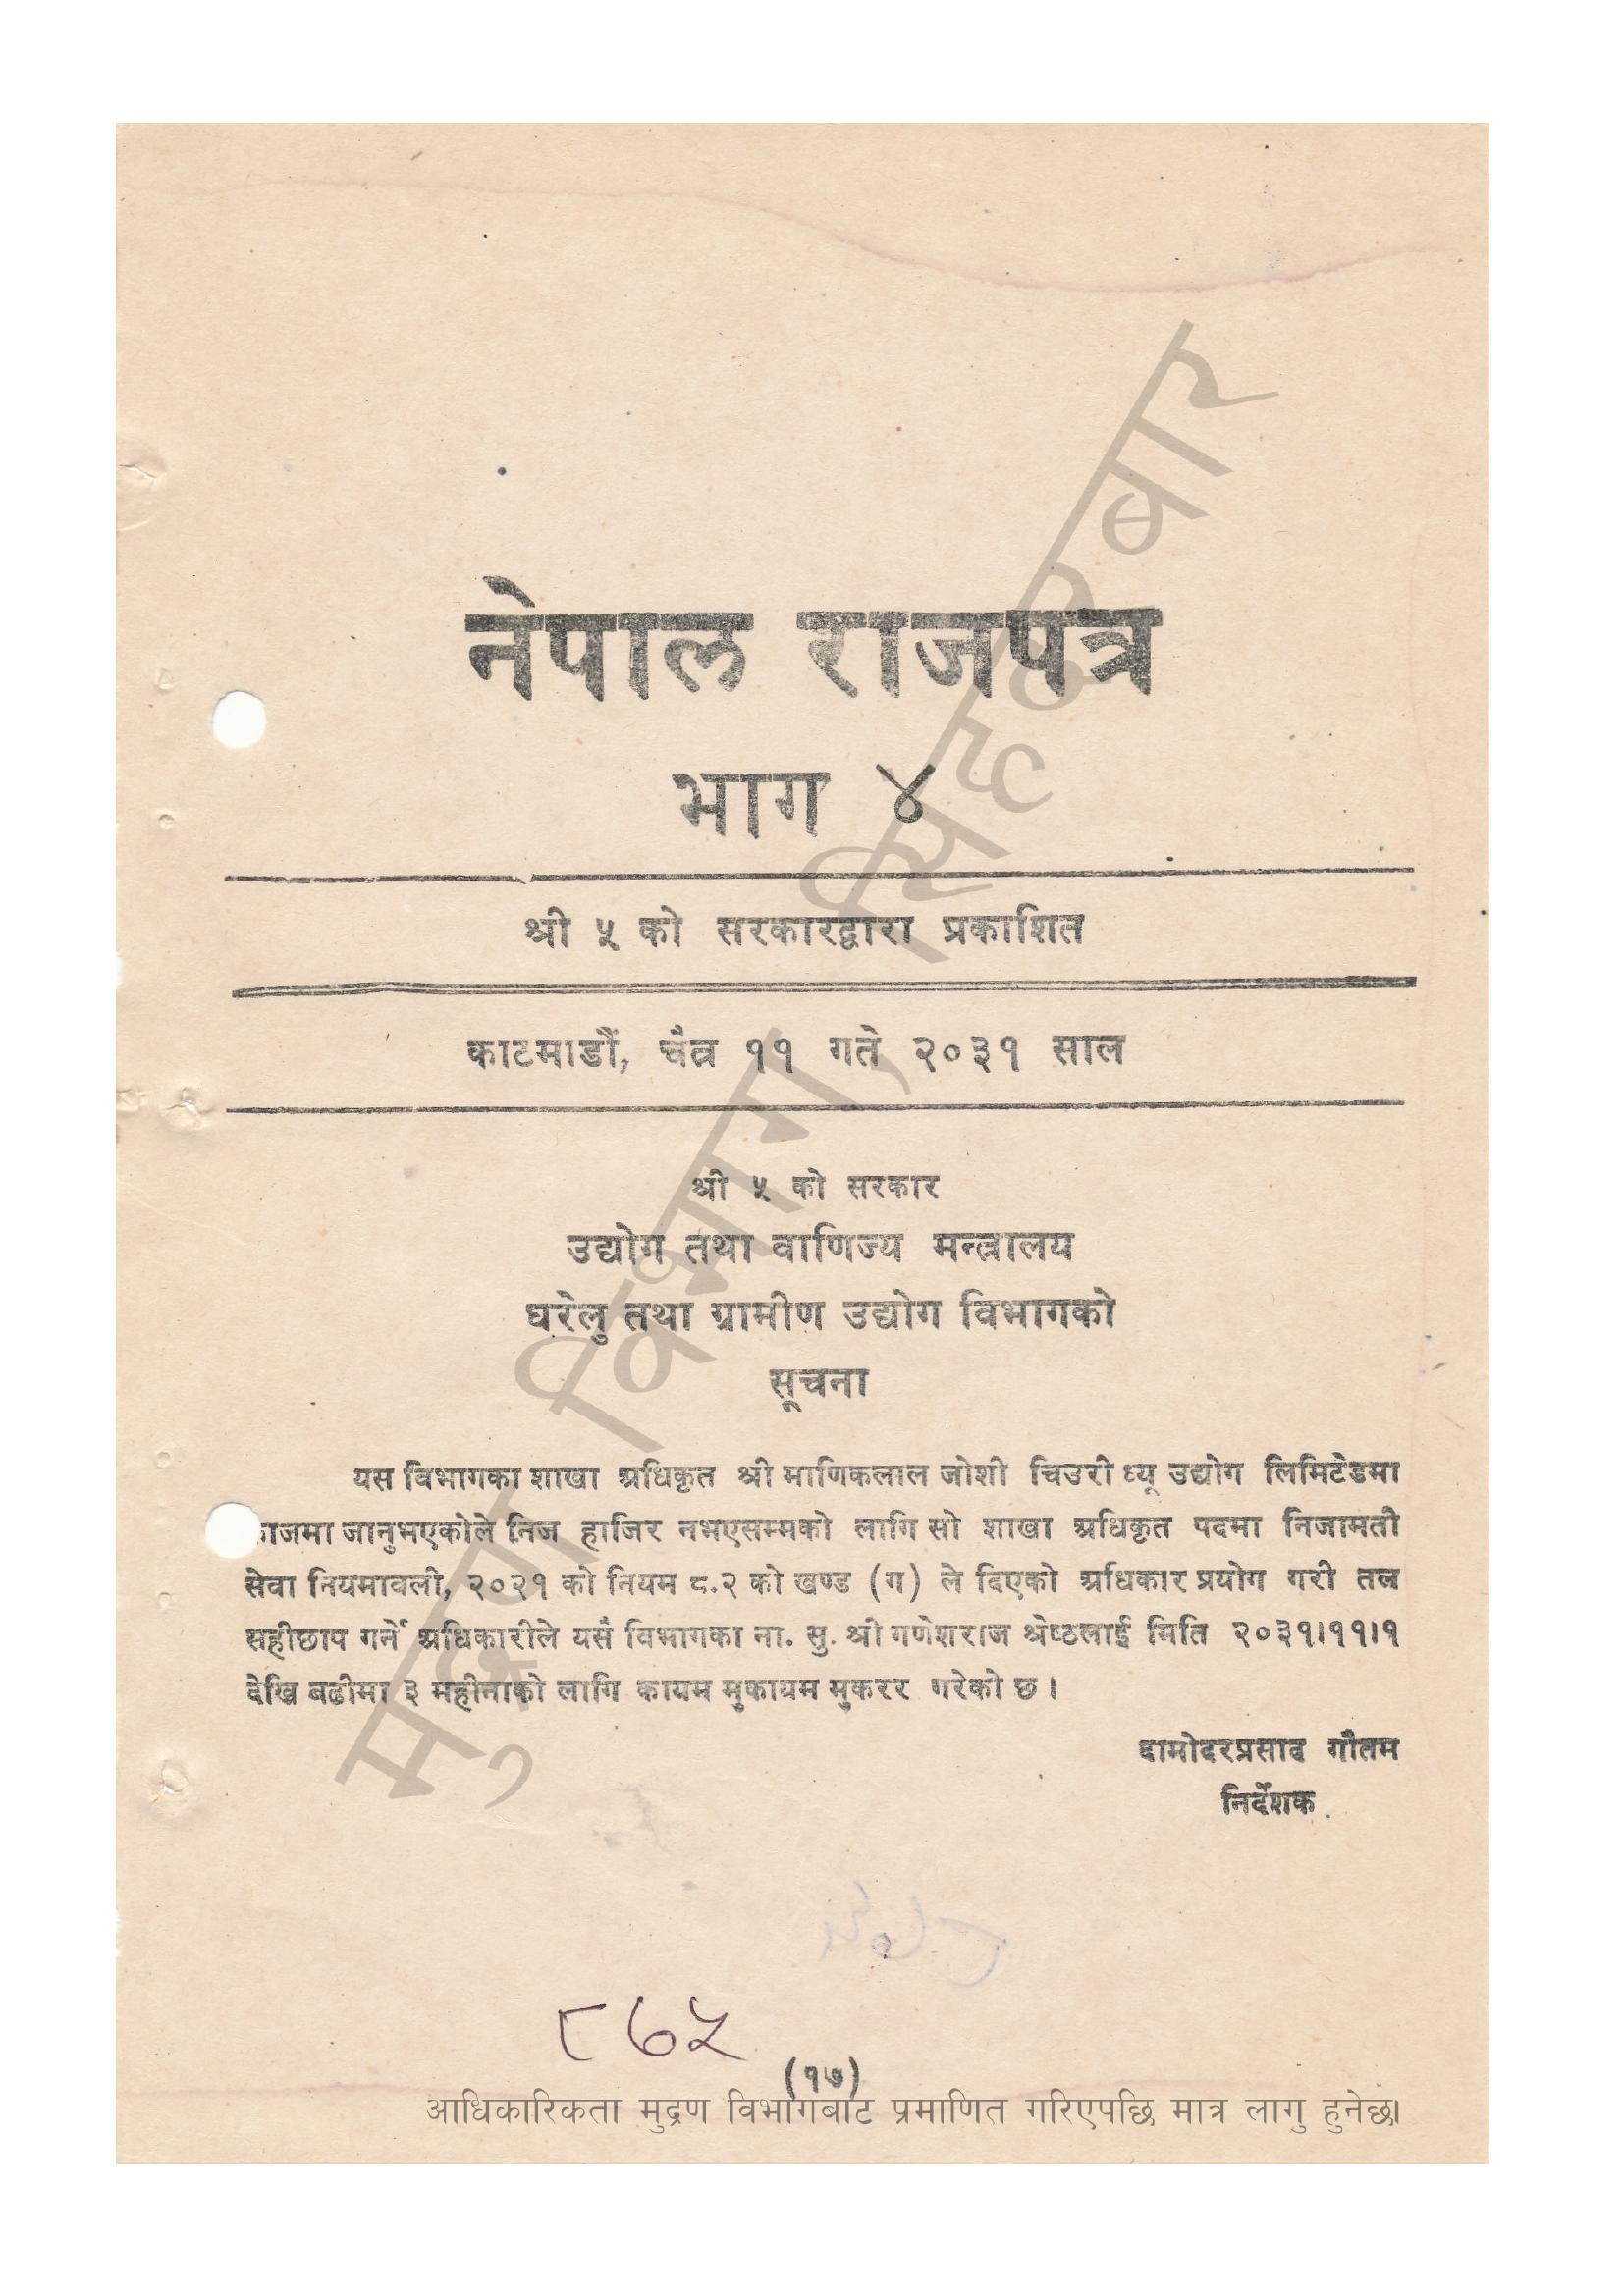 नेपाल राजपत्र
भाग ४
श्री ५ को सरकारद्वारा प्रकाशित
काटमाडौं, चैत्र ११ गते २०३१ साल
श्री ५ को सरकार
उद्योग तथा वाणिज्य मन्त्रालय
घरेलु तथा ग्रामीण उद्योग विभागको
सूचना
यस विभागका शाखा अधिकृत श्री माणिकलाल जोशी चिउरी ध्यू उद्योग लिमिटेडमा
काजमा जानुभएकोले निज हाजिर नभएसम्मको लागि सो शाखा अधिकृत पदमा निजामती
सेवा नियमावली, २०२१ को नियम ८.२ को खण्ड (ग) ले दिएको अधिकार प्रयोग गरी तल
सहीछाप गर्ने अधिकारीले यसै विभागका ना. सु. श्री गणेशराज श्रेष्ठलाई मिति २०३१।११।१
देखि बढीमा ३ महीनाको लागि कायम मुकायम मुकरर गरेको छ ।
दामोदरप्रसाद गौतम
निर्देशक
८७५
(१७)
आधिकारिकता मुद्रण विभागबाट प्रमाणित गरिएपछि मात्र लागु हुनेछ।
मुद्रण विभाग, सिंहदरबार